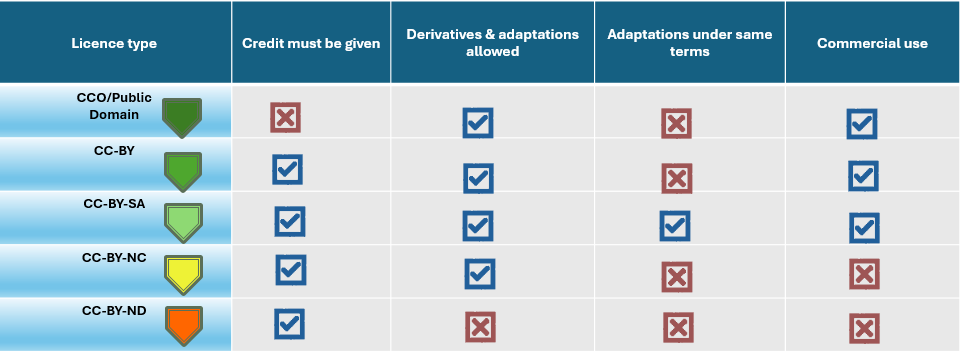 Licence type
Credit must be given
Derivatives & adaptations
allowed
Adaptations under same
terms
Commercial use
CCO/Public
Domain
CC-BY
CC-BY-SA
CC-BY-NC
CC-BY-ND